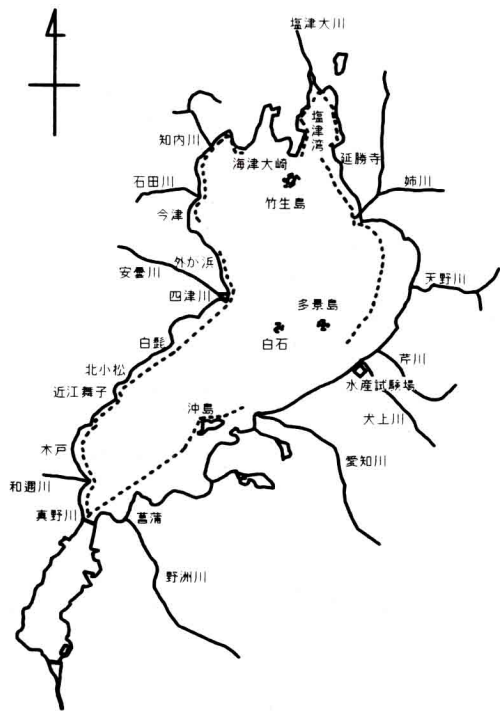 塩津大川
塩津湾
知内川
海津大崎
延勝寺
石田川
竹生島
姉川
今津
外か浜
安曇川
天野川
四津川
多景島
白髭
白石
北小松
芹川
近江舞子
水産試験場
沖島
犬上川
木戸
愛知川
和邇川
真野川
菖蒲
野洲川